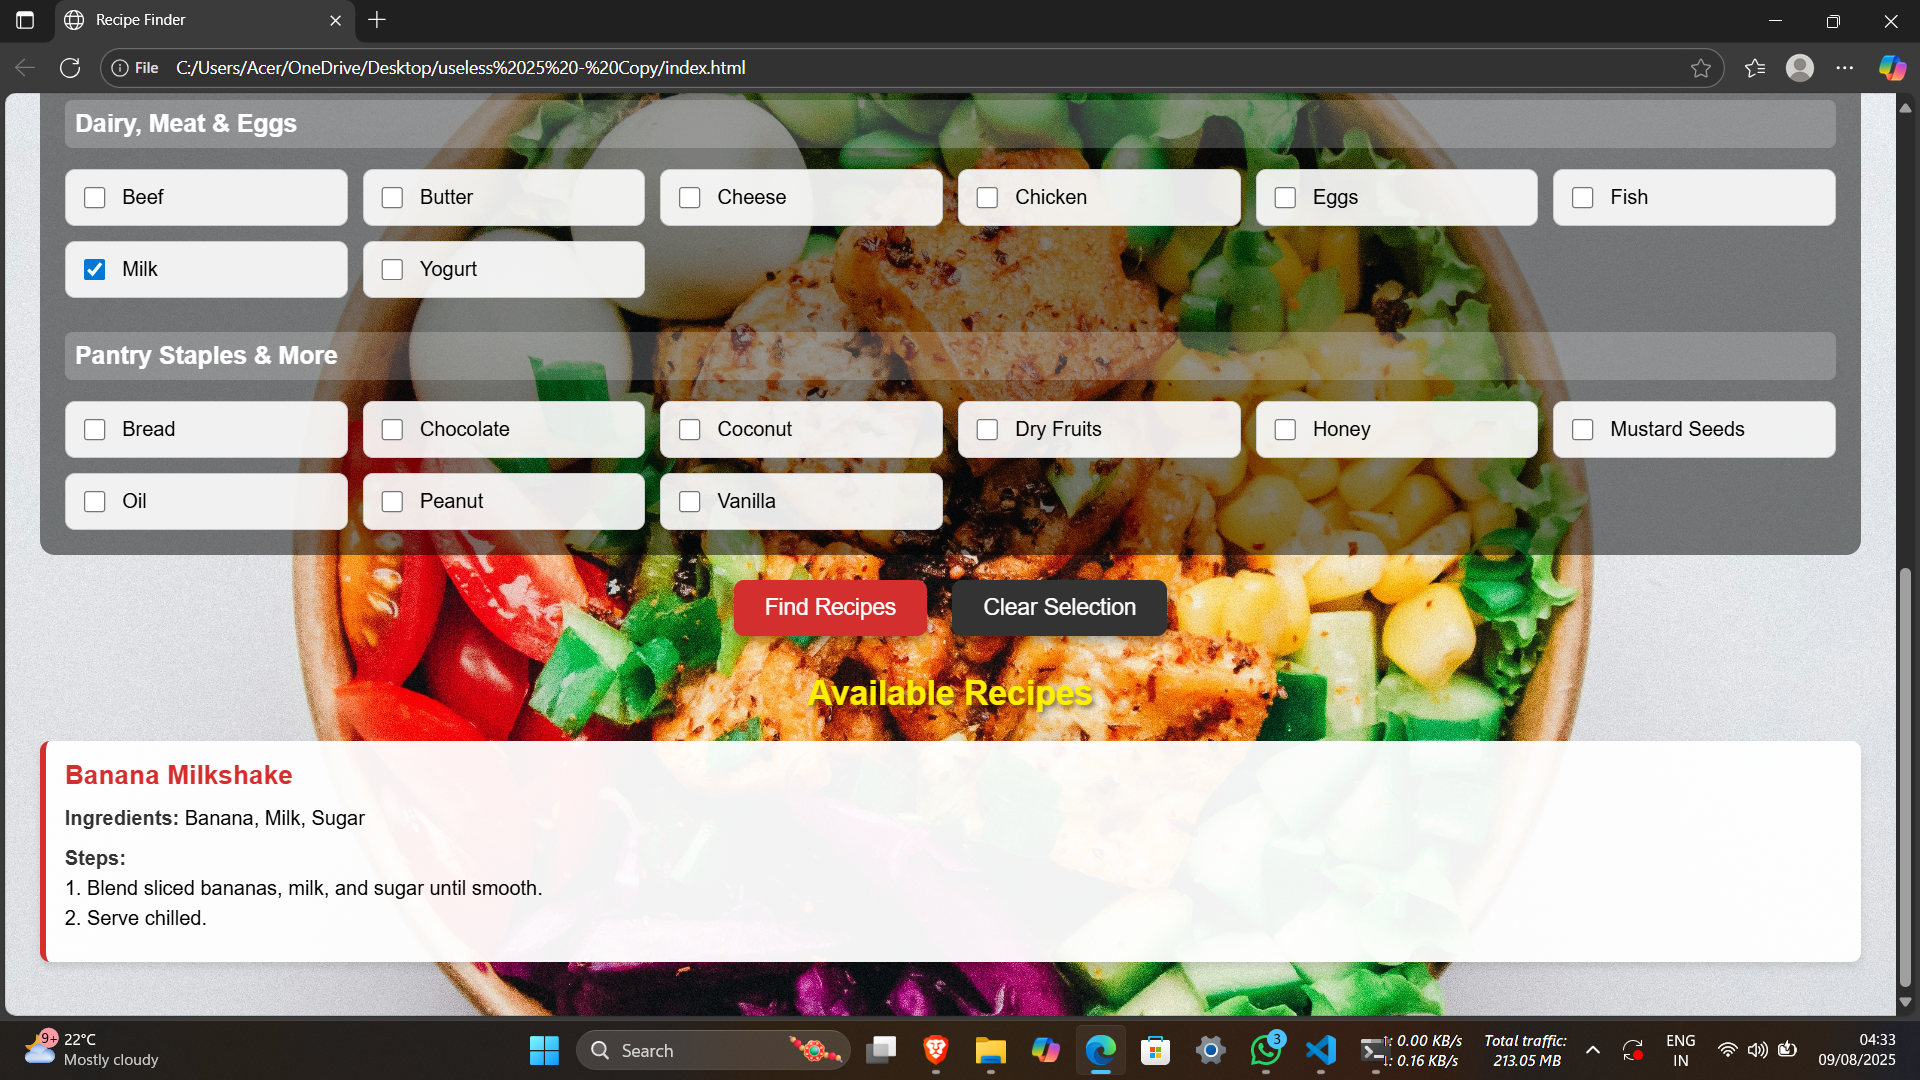 Recipe Finder
File C:/Users/Acer/OneDrive/Desktop/useless%2025%20-%20Copy/index.html
Dairy, Meat & Eggs
Beef Butter Cheese Chicken Eggs Fish
Milk Yogurt
Pantry Staples & More
Bread Chocolate Coconut Dry Fruits Honey Mustard Seeds
Oil Peanut Vanilla
Find Recipes Clear Selection
Available Recipes
Banana Milkshake
Ingredients: Banana, Milk, Sugar
Steps:
1. Blend sliced bananas, milk, and sugar until smooth.
2. Serve chilled.
9+ 22°C
Mostly cloudy
Search
3
: 0.00 KB/s
: 0.16 KB/s
Total traffic:
213.05 MB
ENG
IN
04:33
09/08/2025